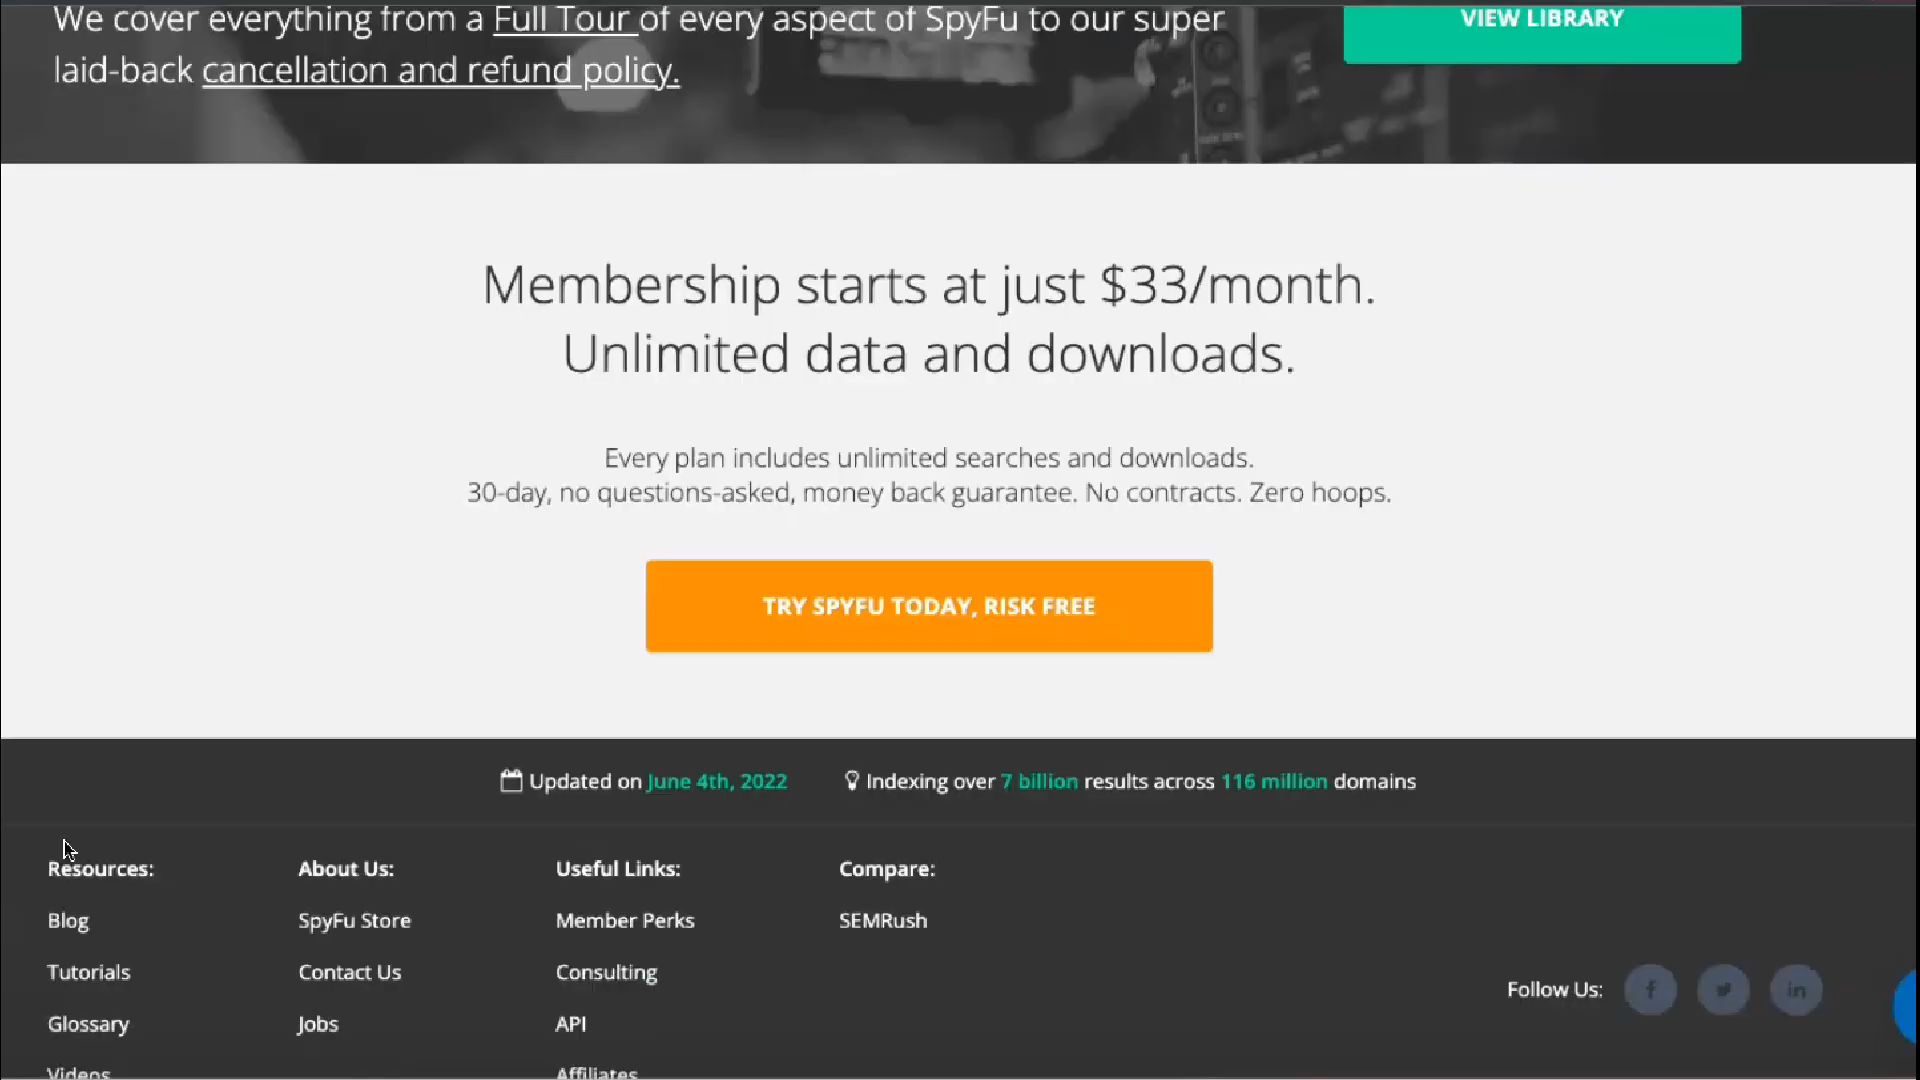 We cover everything from a Full Tour of every aspect of SpyFu to our super
laid-back cancellation and refund policy.
VIEW LIBRARY
Membership starts at just $33/month.
Unlimited data and downloads.
Every plan includes unlimited searches and downloads.
30-day, no questions-asked, money back guarantee. No contracts. Zero hoops.
TRY SPYFU TODAY, RISK FREE
Updated on June 4th, 2022
Indexing over 7 billion results across 116 million domains
Resources:
Blog
Tutorials
Glossary
Videos
About Us:
SpyFu Store
Contact Us
Jobs
Useful Links:
Member Perks
Consulting
API
Affiliates
Compare:
SEMRush
Follow Us: